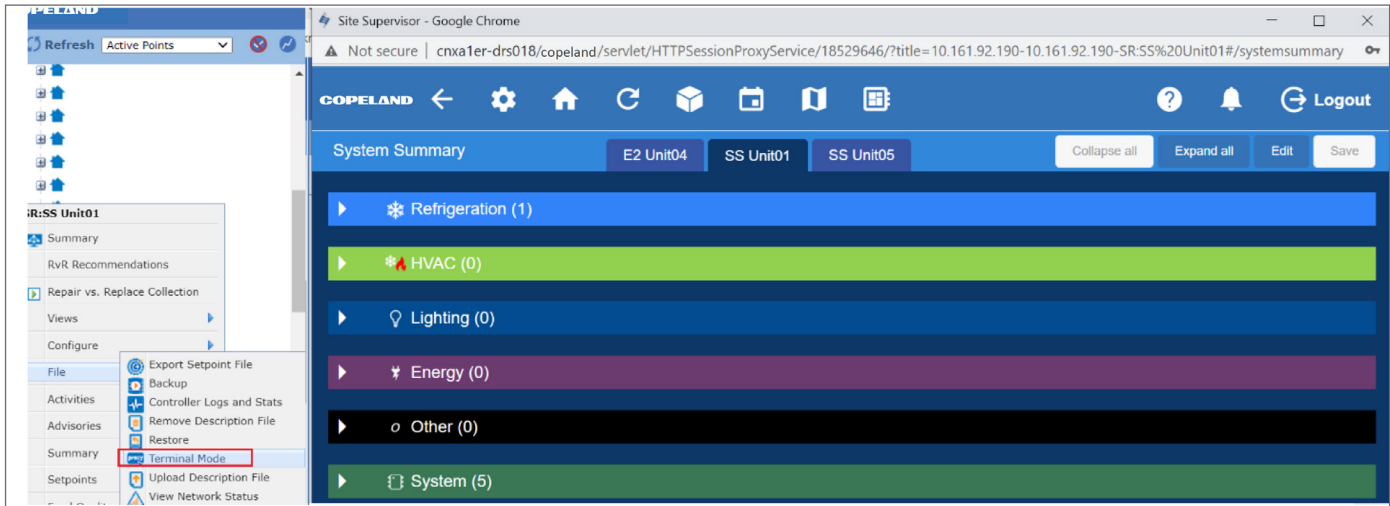 COPELAND
Refresh Active Points
SR:SS Unit01
Summary
RvR Recommendations
Repair vs. Replace Collection
Views
Configure
File
Activities
Advisories
Summary
Setpoints
Export Setpoint File
Backup
Controller Logs and Stats
Remove Description File
Restore
Terminal Mode
Upload Description File
View Network Status
Site Supervisor - Google Chrome
Not secure | cnxa1er-drs018/copeland/servlet/HTTPSessionProxyService/18529646/?title=10.161.92.190-10.161.92.190-SR:SS%20Unit01#/systemsummary
COPELAND
? Logout
System Summary E2 Unit04 SS Unit01 SS Unit05 Collapse all Expand all Edit Save
Refrigeration (1)
HVAC (0)
Lighting (0)
Energy (0)
o Other (0)
System (5)